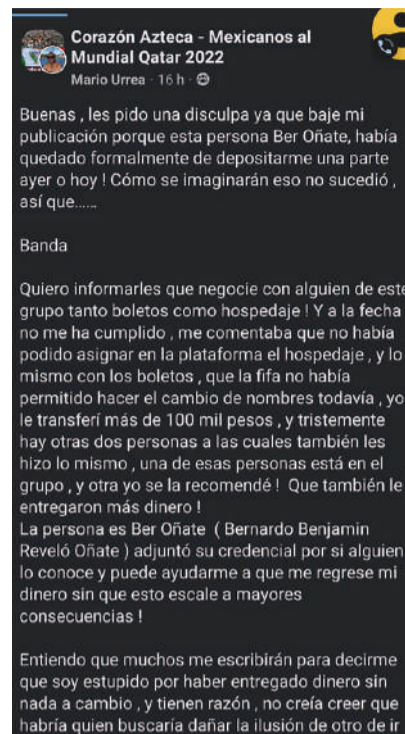 Corazón Azteca - Mexicanos al
Mundial Qatar 2022
Mario Urrea · 16 h ·
Buenas , les pido una disculpa ya que baje mi
publicación porque esta persona Ber Oñate, había
quedado formalmente de depositarme una parte
ayer o hoy ! Cómo se imaginarán eso no sucedió ,
así que......
Banda
Quiero informarles que negocie con alguien de este
grupo tanto boletos como hospedaje ! Y a la fecha
no me ha cumplido , me comentaba que no había
podido asignar en la plataforma el hospedaje , y lo
mismo con los boletos , que la fifa no había
permitido hacer el cambio de nombres todavía , yo
le transferí más de 100 mil pesos , y tristemente
hay otras dos personas a las cuales también les
hizo lo mismo , una de esas personas está en el
grupo , y otra yo se la recomendé ! Que también le
entregaron más dinero !
La persona es Ber Oñate ( Bernardo Benjamin
Reveló Oñate ) adjuntó su credencial por si alguien
lo conoce y puede ayudarme a que me regrese mi
dinero sin que esto escale a mayores
consecuencias !
Entiendo que muchos me escribirán para decirme
que soy estupido por haber entregado dinero sin
nada a cambio , y tienen razón , no creía creer que
habría quien buscaría dañar la ilusión de otro de ir